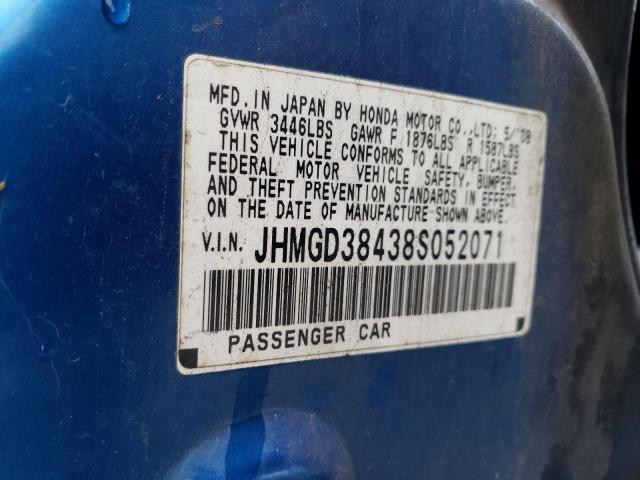 MFD. IN JAPAN BY HONDA MOTOR CO., LTD: 5/'08
GVWR 3446LBS GAWR F 1876LBS R 1587LBS
THIS VEHICLE CONFORMS TO ALL APPLICABLE
FEDERAL MOTOR VEHICLE SAFETY, BUMPER,
AND THEFT PREVENTION STANDARDS IN EFFECT
ON THE DATE OF MANUFACTURE SHOWN ABOVE.
V.I.N. JHMGD38438S052071
PASSENGER CAR